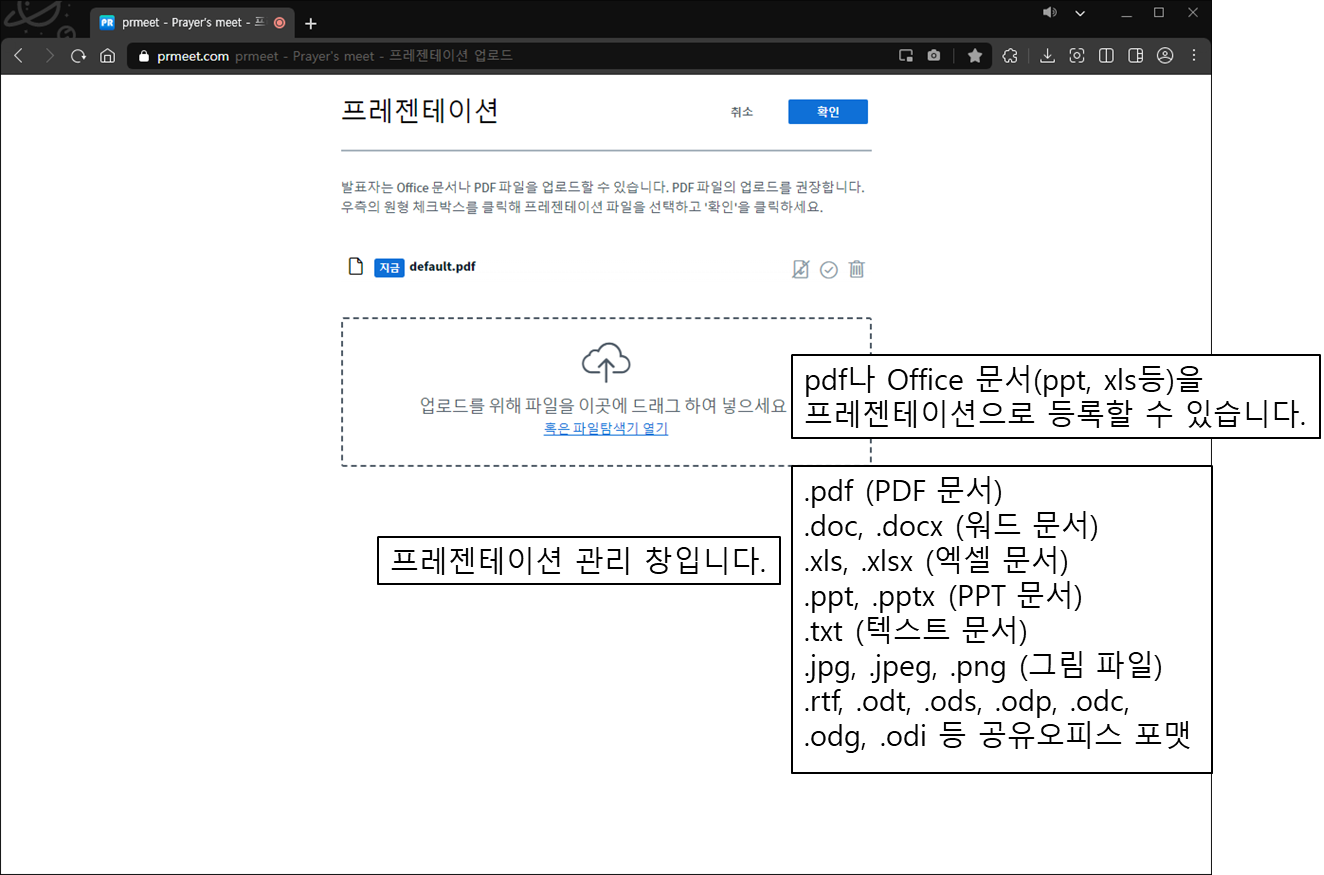 PR prmeet - Prayer's meet - 프
prmeet.com prmeet - Prayer's meet - 프레젠테이션 업로드
프레젠테이션
취소
확인
발표자는 Office 문서나 PDF 파일을 업로드할 수 있습니다. PDF 파일의 업로드를 권장합니다.
우측의 원형 체크박스를 클릭해 프레젠테이션 파일을 선택하고 '확인'을 클릭하세요.
지금 default.pdf
업로드를 위해 파일을 이곳에 드래그 하여 넣으세요
혹은 파일탐색기 열기
pdf나 Office 문서(ppt, xls등)을
프레젠테이션으로 등록할 수 있습니다.
프레젠테이션 관리 창입니다.
.pdf (PDF 문서)
.doc, .docx (워드 문서)
.xls, .xlsx (엑셀 문서)
.ppt, .pptx (PPT 문서)
.txt (텍스트 문서)
.jpg, .jpeg, .png (그림 파일)
.rtf, .odt, .ods, .odp, .odc,
.odg, .odi 등 공유오피스 포맷